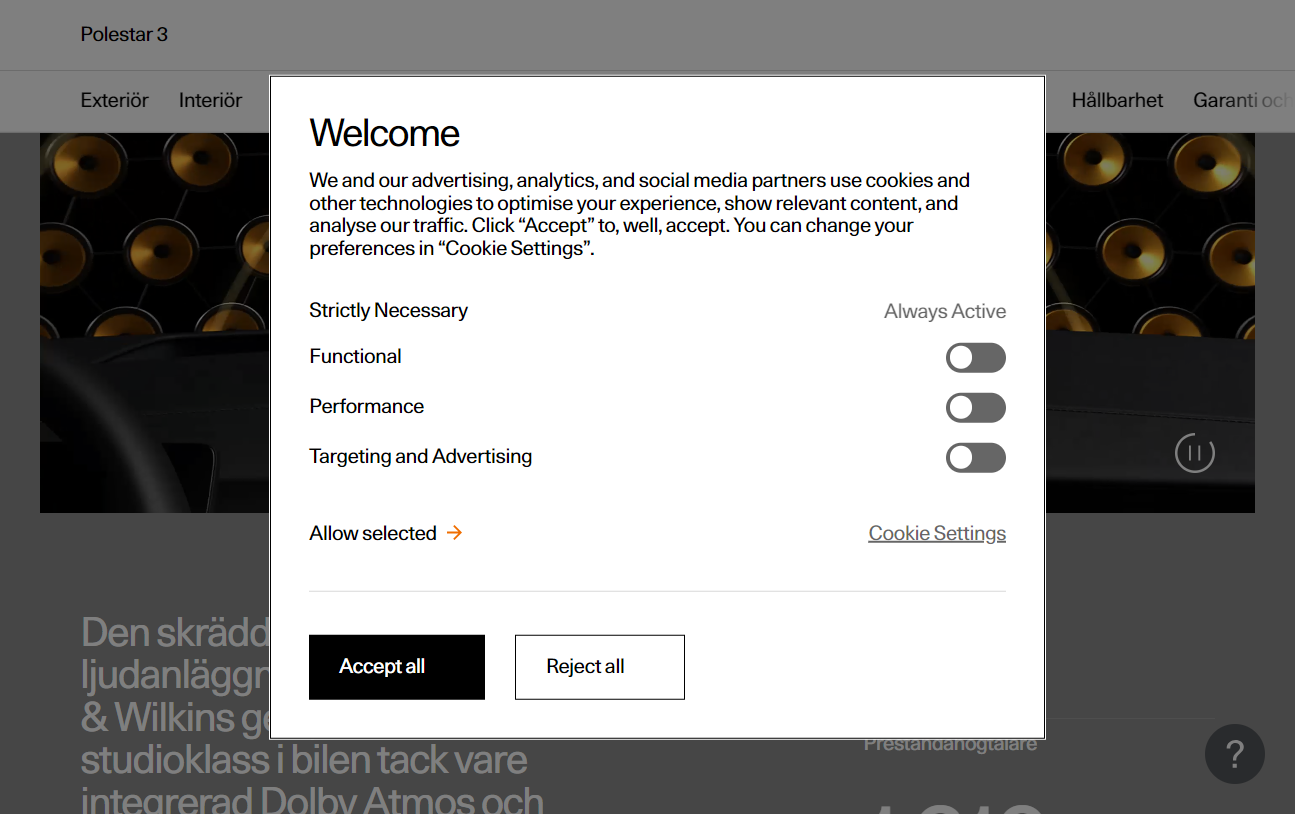 Polestar 3
Exteriör Interiör Hållbarhet Garanti och
Welcome
We and our advertising, analytics, and social media partners use cookies and
other technologies to optimise your experience, show relevant content, and
analyse our traffic. Click “Accept” to, well, accept. You can change your
preferences in “Cookie Settings”.
Strictly Necessary Always Active
Functional
Performance
Targeting and Advertising
Allow selected → Cookie Settings
Accept all Reject all
Den
& Wilkins
studioklass i bilen tack vare
integrerad Dolby Atmos och
Prestandahögtalare
?